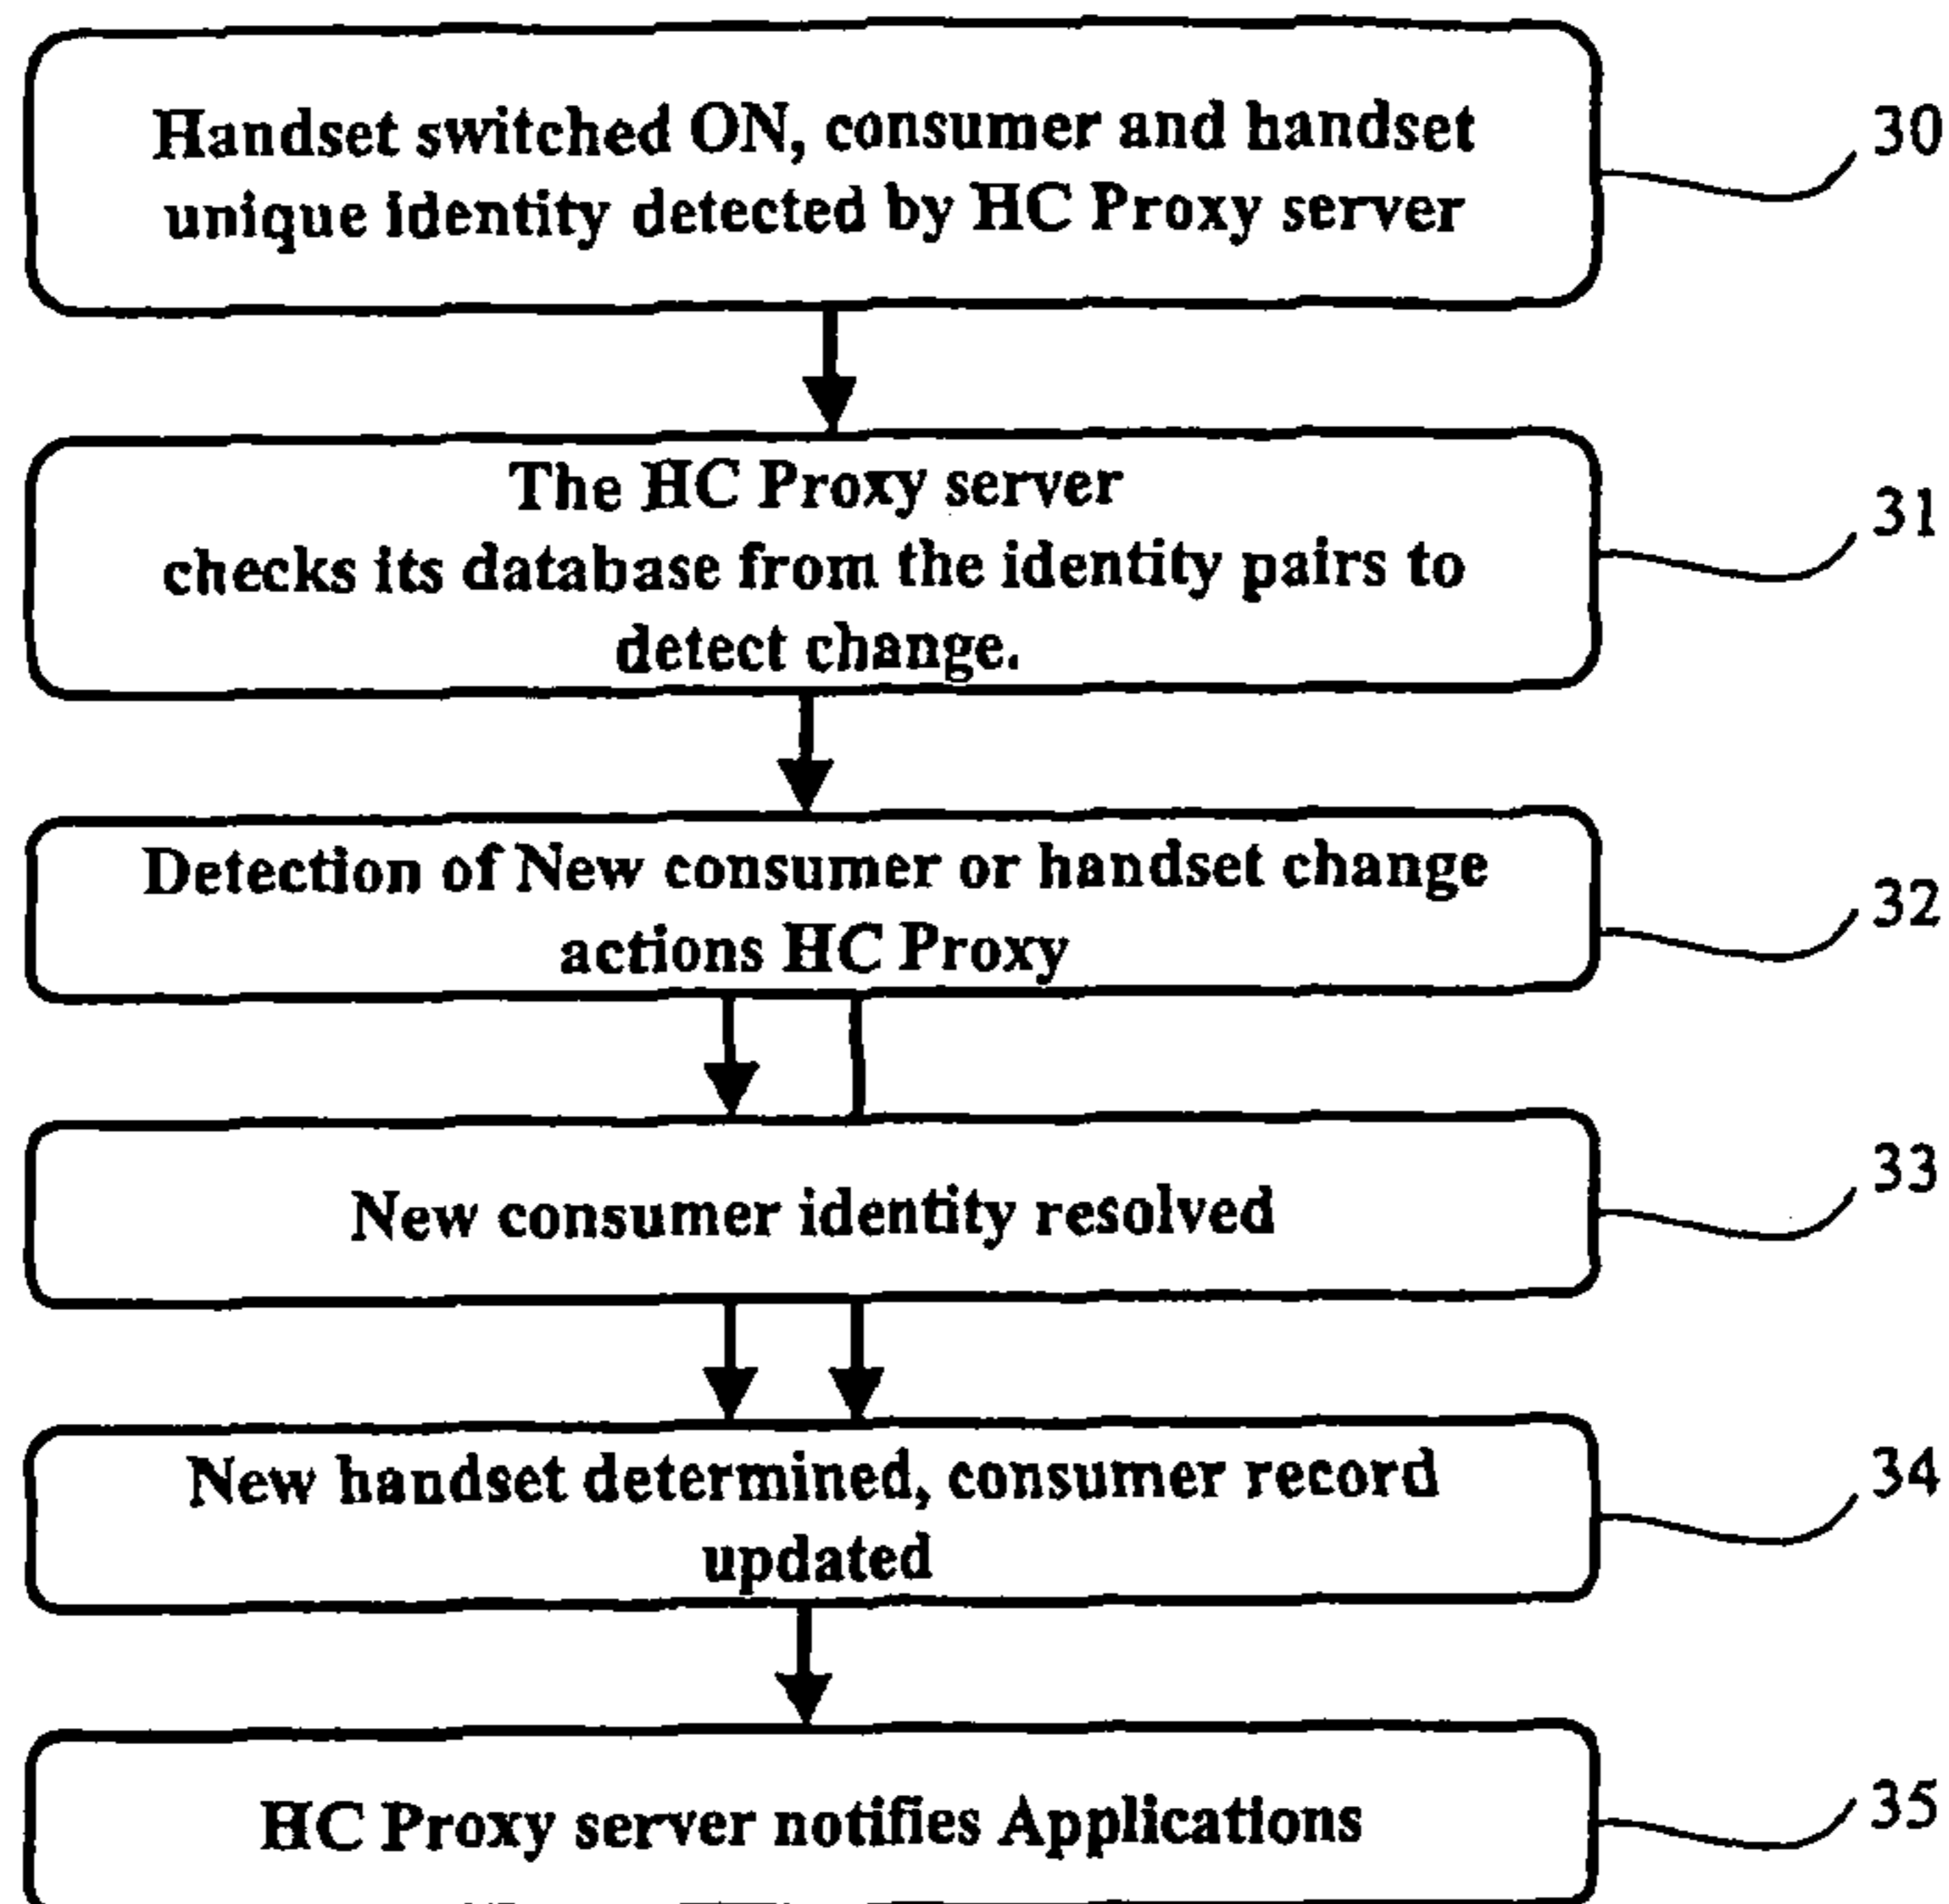 Handset switched ON, consumer and handset
unique identity detected by HC Proxy server
30
The HC Proxy server
checks its database from the identity pairs to
detect change.
31
Detection of New consumer or handset change
actions HC Proxy
32
New consumer identity resolved
33
New handset determined, consumer record
updated
34
HC Proxy server notifies Applications
35